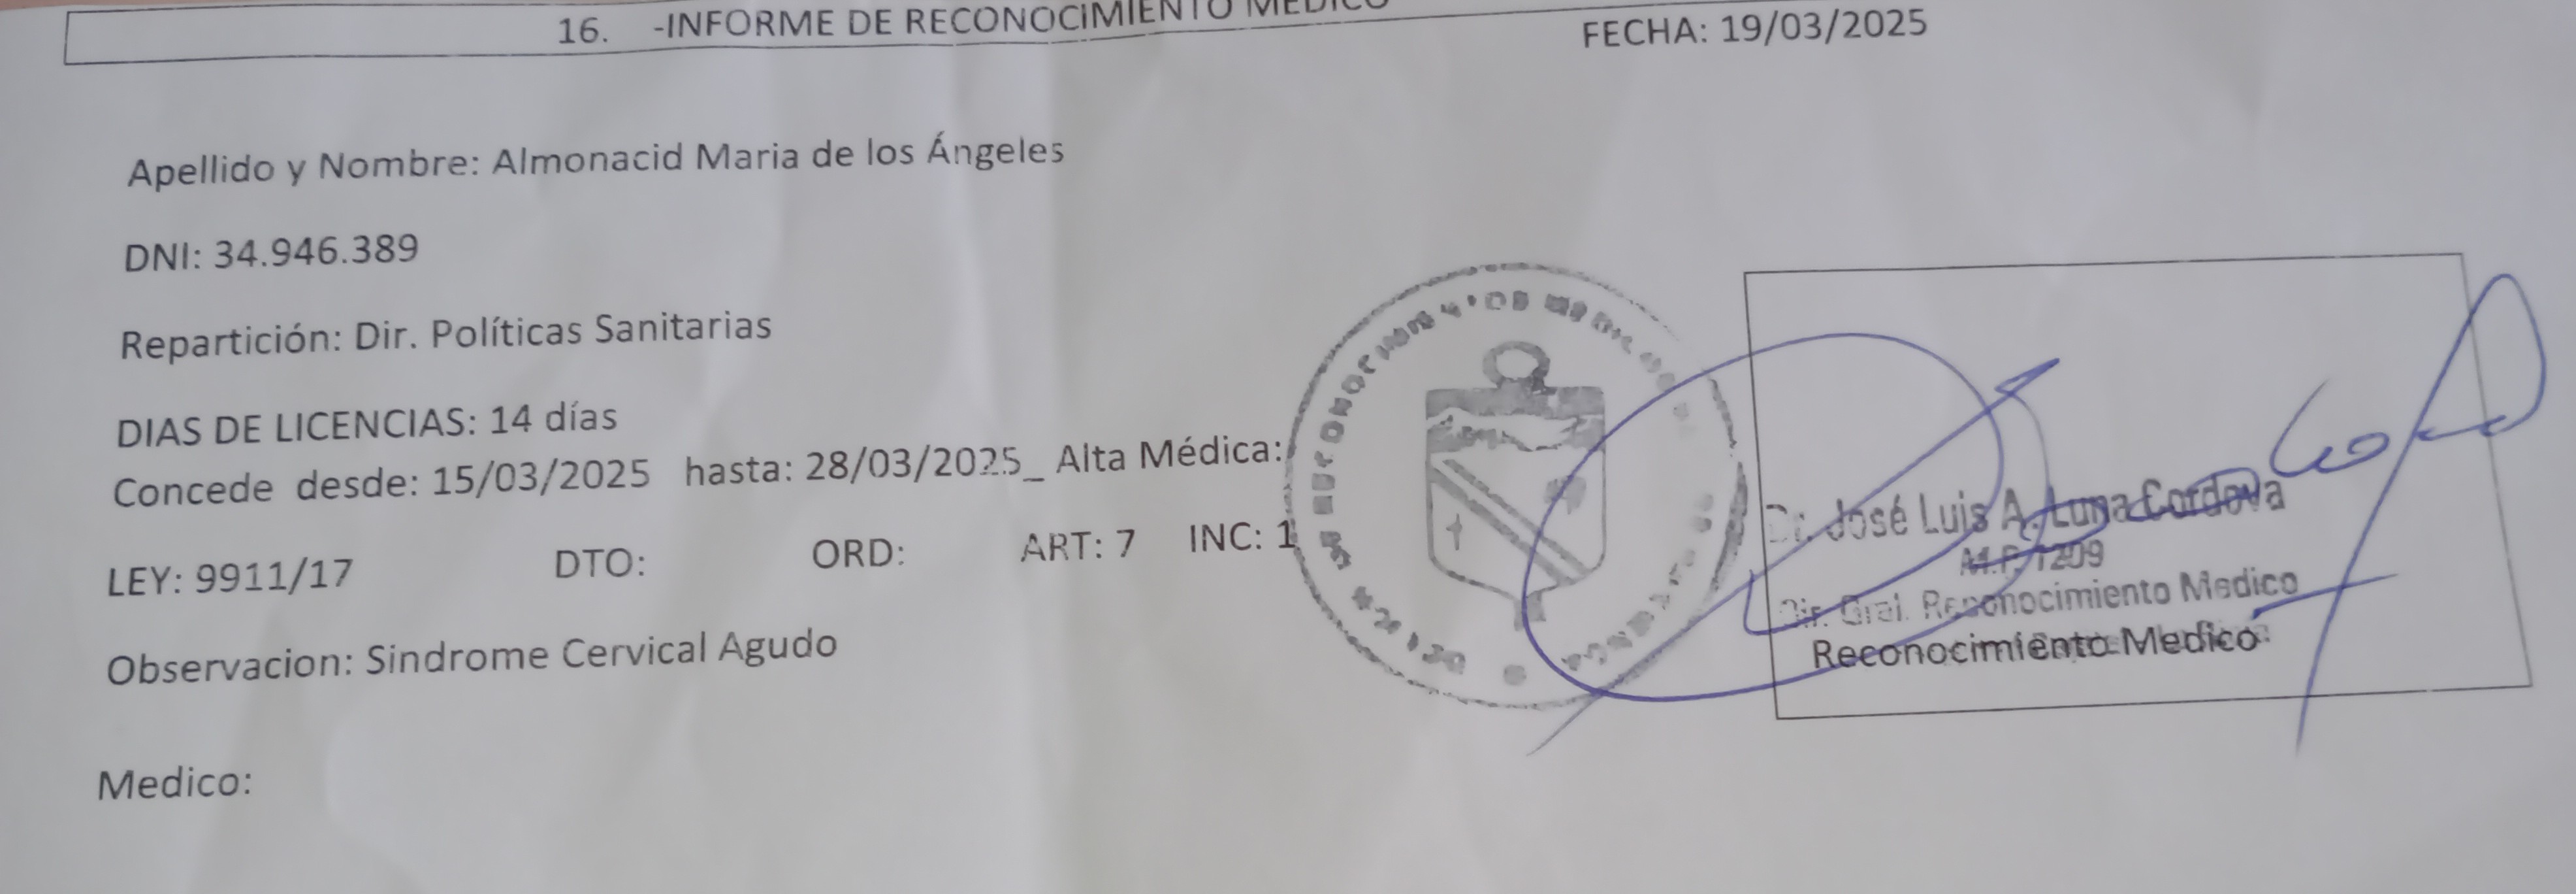 16. -INFORME DE RECONOCIMIENTO MEDICO
FECHA: 19/03/2025
Apellido y Nombre: Almonacid Maria de los Ángeles
DNI: 34.946.389
Repartición: Dir. Políticas Sanitarias
DIAS DE LICENCIAS: 14 días
Concede desde: 15/03/2025 hasta: 28/03/2025_ Alta Médica:
LEY: 9911/17 DTO: ORD: ART: 7 INC: 1
Observacion: Sindrome Cervical Agudo
Medico:
Dr. José Luis A. Luna Cordova
M.P. 1209
Dir. Gral. Reconocimiento Medico
Reconocimiento Medico